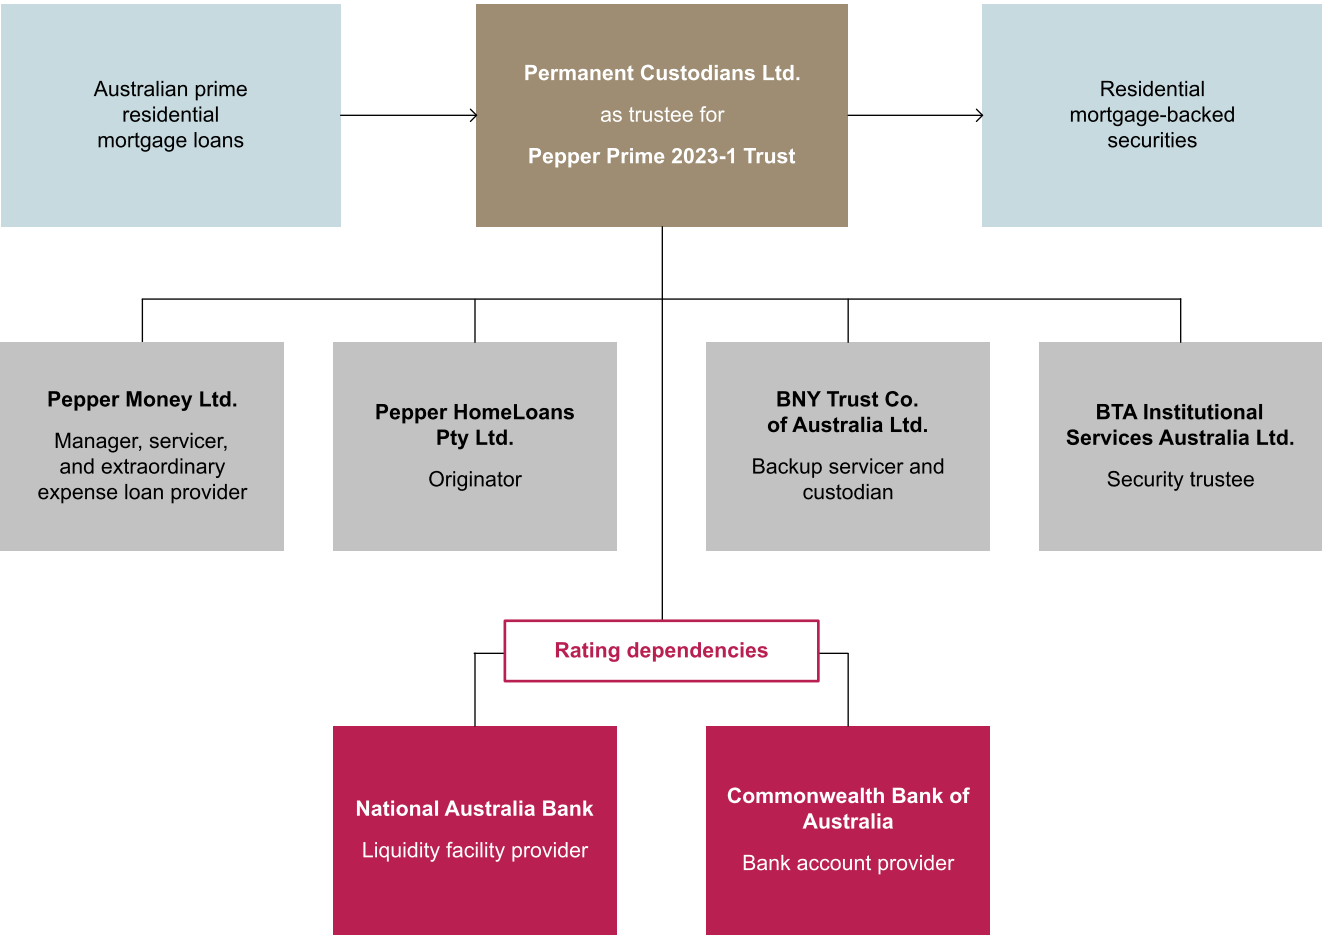 Australian prime
residential
mortgage loans
Permanent Custodians Ltd.
as trustee for
Pepper Prime 2023-1 Trust
Residential
mortgage-backed
securities
Pepper Money Ltd.
Manager, servicer,
and extraordinary
expense loan provider
Pepper HomeLoans
Pty Ltd.
Originator
BNY Trust Co.
of Australia Ltd.
Backup servicer and
custodian
BTA Institutional
Services Australia Ltd.
Security trustee
Rating dependencies
National Australia Bank
Liquidity facility provider
Commonwealth Bank of
Australia
Bank account provider